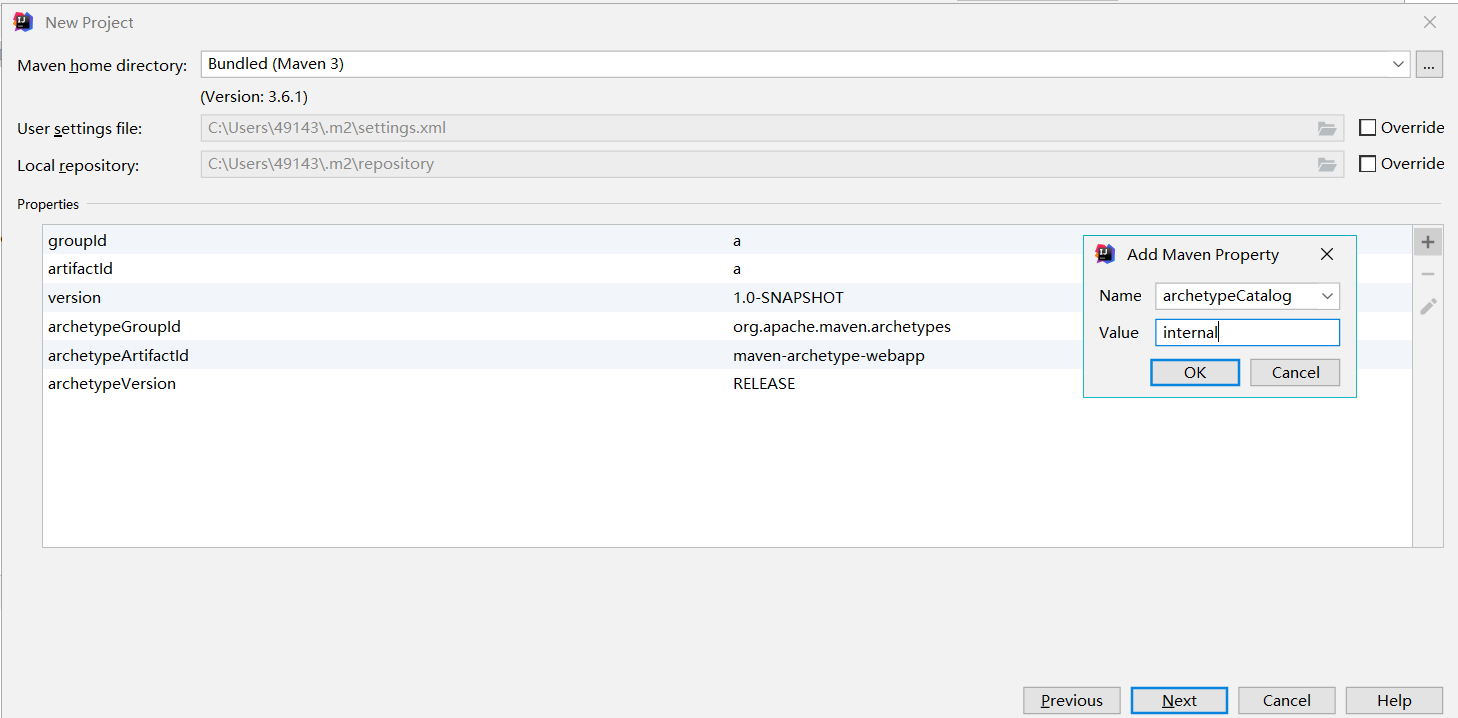 New Project
Maven home directory: Bundled (Maven 3) ...
(Version: 3.6.1)
User settings file: C:\Users\49143\.m2\settings.xml Override
Local repository: C:\Users\49143\.m2\repository Override
Properties
groupId a
artifactId a
version 1.0-SNAPSHOT
archetypeGroupId org.apache.maven.archetypes
archetypeArtifactId maven-archetype-webapp
archetypeVersion RELEASE
Add Maven Property
Name archetypeCatalog
Value internal
OK Cancel
Previous Next Cancel Help